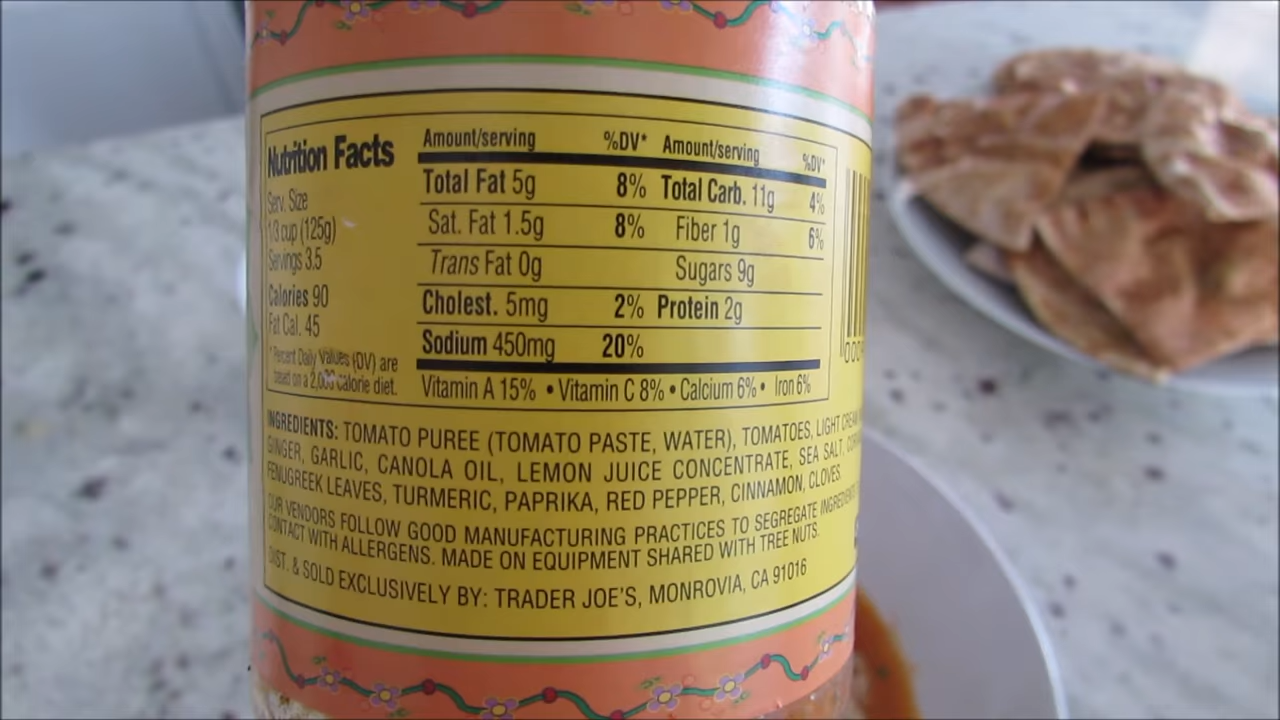 Nutrition Facts
Serv. Size
1/3 cup (125g)
Servings 3.5
Calories 90
Fat Cal. 45
* Percent Daily Values (DV) are
based on a 2,000 calorie diet.
Amount/serving %DV* Amount/serving %DV*
Total Fat 5g 8% Total Carb. 11g 4%
Sat. Fat 1.5g 8% Fiber 1g 6%
Trans Fat 0g Sugars 9g
Cholest. 5mg 2% Protein 2g
Sodium 450mg 20%
Vitamin A 15% • Vitamin C 8% • Calcium 6% • Iron 6%
INGREDIENTS: TOMATO PUREE (TOMATO PASTE, WATER), TOMATOES, LIGHT CREAM
GINGER, GARLIC, CANOLA OIL, LEMON JUICE CONCENTRATE, SEA SALT,
FENUGREEK LEAVES, TURMERIC, PAPRIKA, RED PEPPER, CINNAMON, CLOVES.
OUR VENDORS FOLLOW GOOD MANUFACTURING PRACTICES TO SEGREGATE
CONTACT WITH ALLERGENS. MADE ON EQUIPMENT SHARED WITH TREE NUTS.
DIST. & SOLD EXCLUSIVELY BY: TRADER JOE'S, MONROVIA, CA 91016